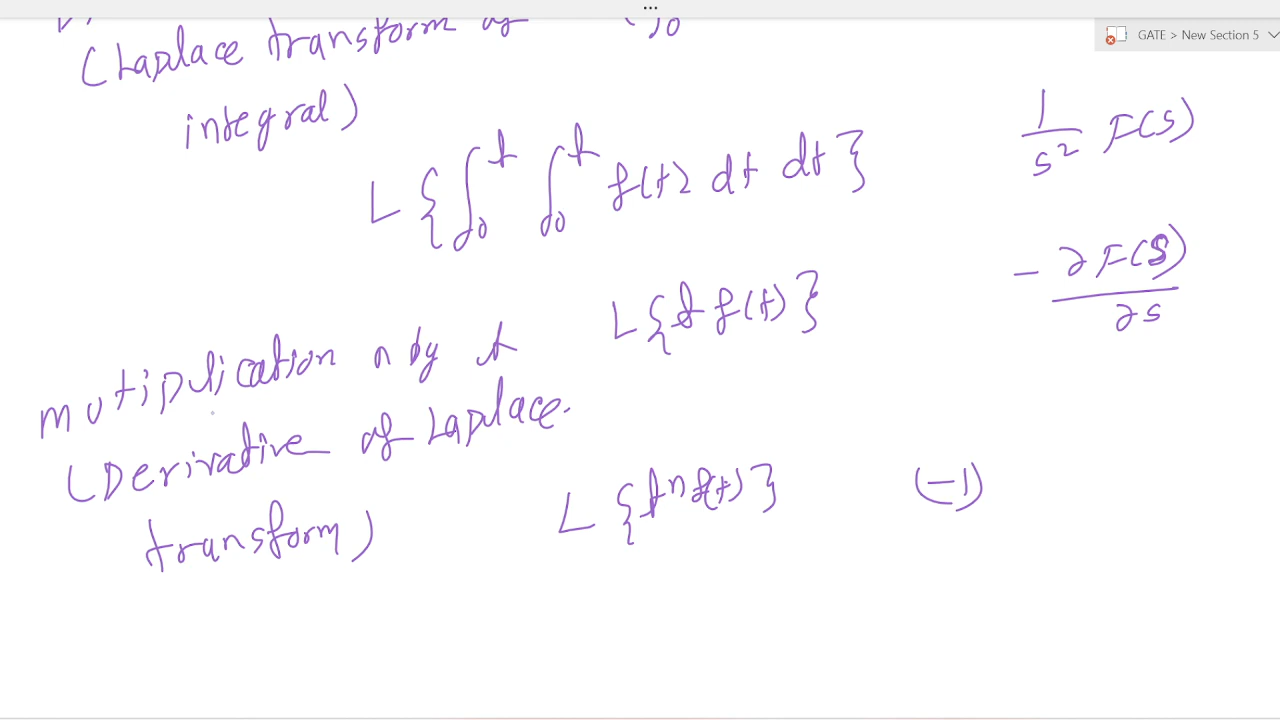 GATE > New Section 5
(Laplace transform of
integral)
L{∫₀ᵗ ∫₀ᵗ f(t) dt dt} 1/s² F(s)
L{t f(t)} - ∂F(S)/∂s
mutiplication n by t
(Derivative of Laplace.
transform)
L{tⁿ f(t)} (-1)